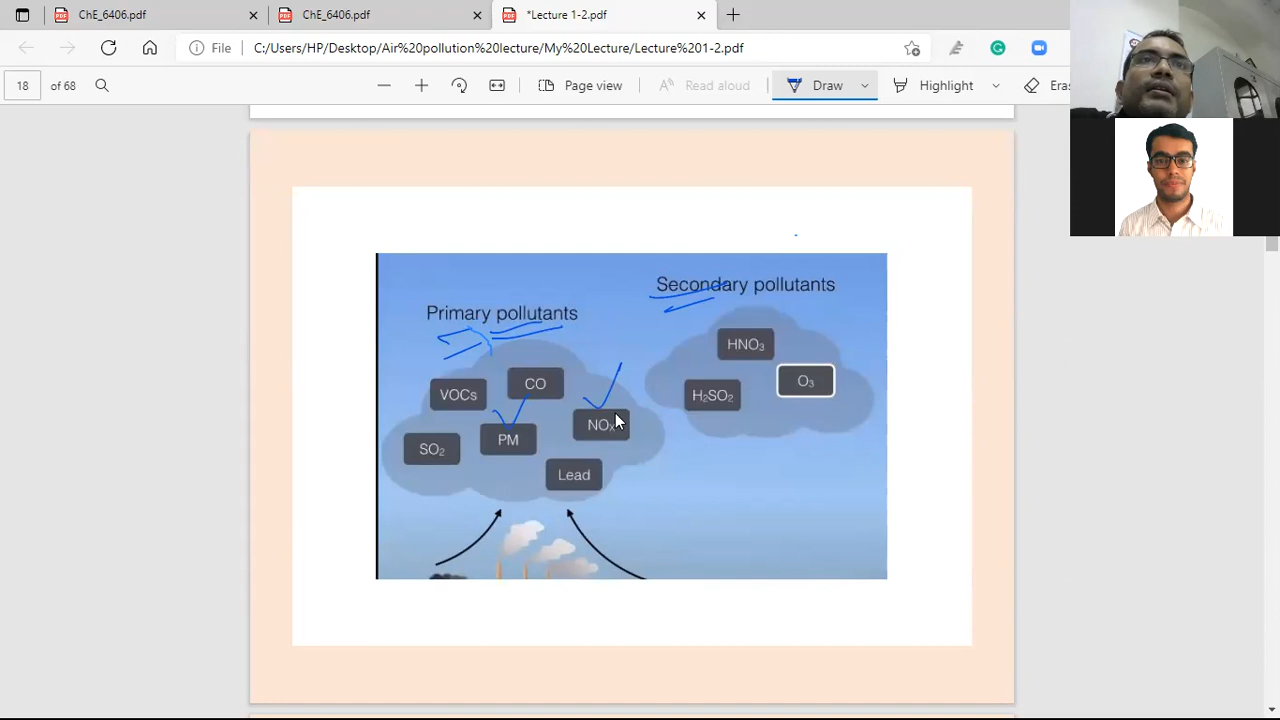 ChE_6406.pdf
ChE_6406.pdf
*Lecture 1-2.pdf
File C:/Users/HP/Desktop/Air%20pollution%20lecture/My%20Lecture/Lecture%201-2.pdf
18 of 68 Page view Read aloud Draw Highlight Eras
Secondary pollutants
Primary pollutants
HNO₃
O₃
CO
VOCs
H₂SO₂
NOₓ
PM
SO₂
Lead